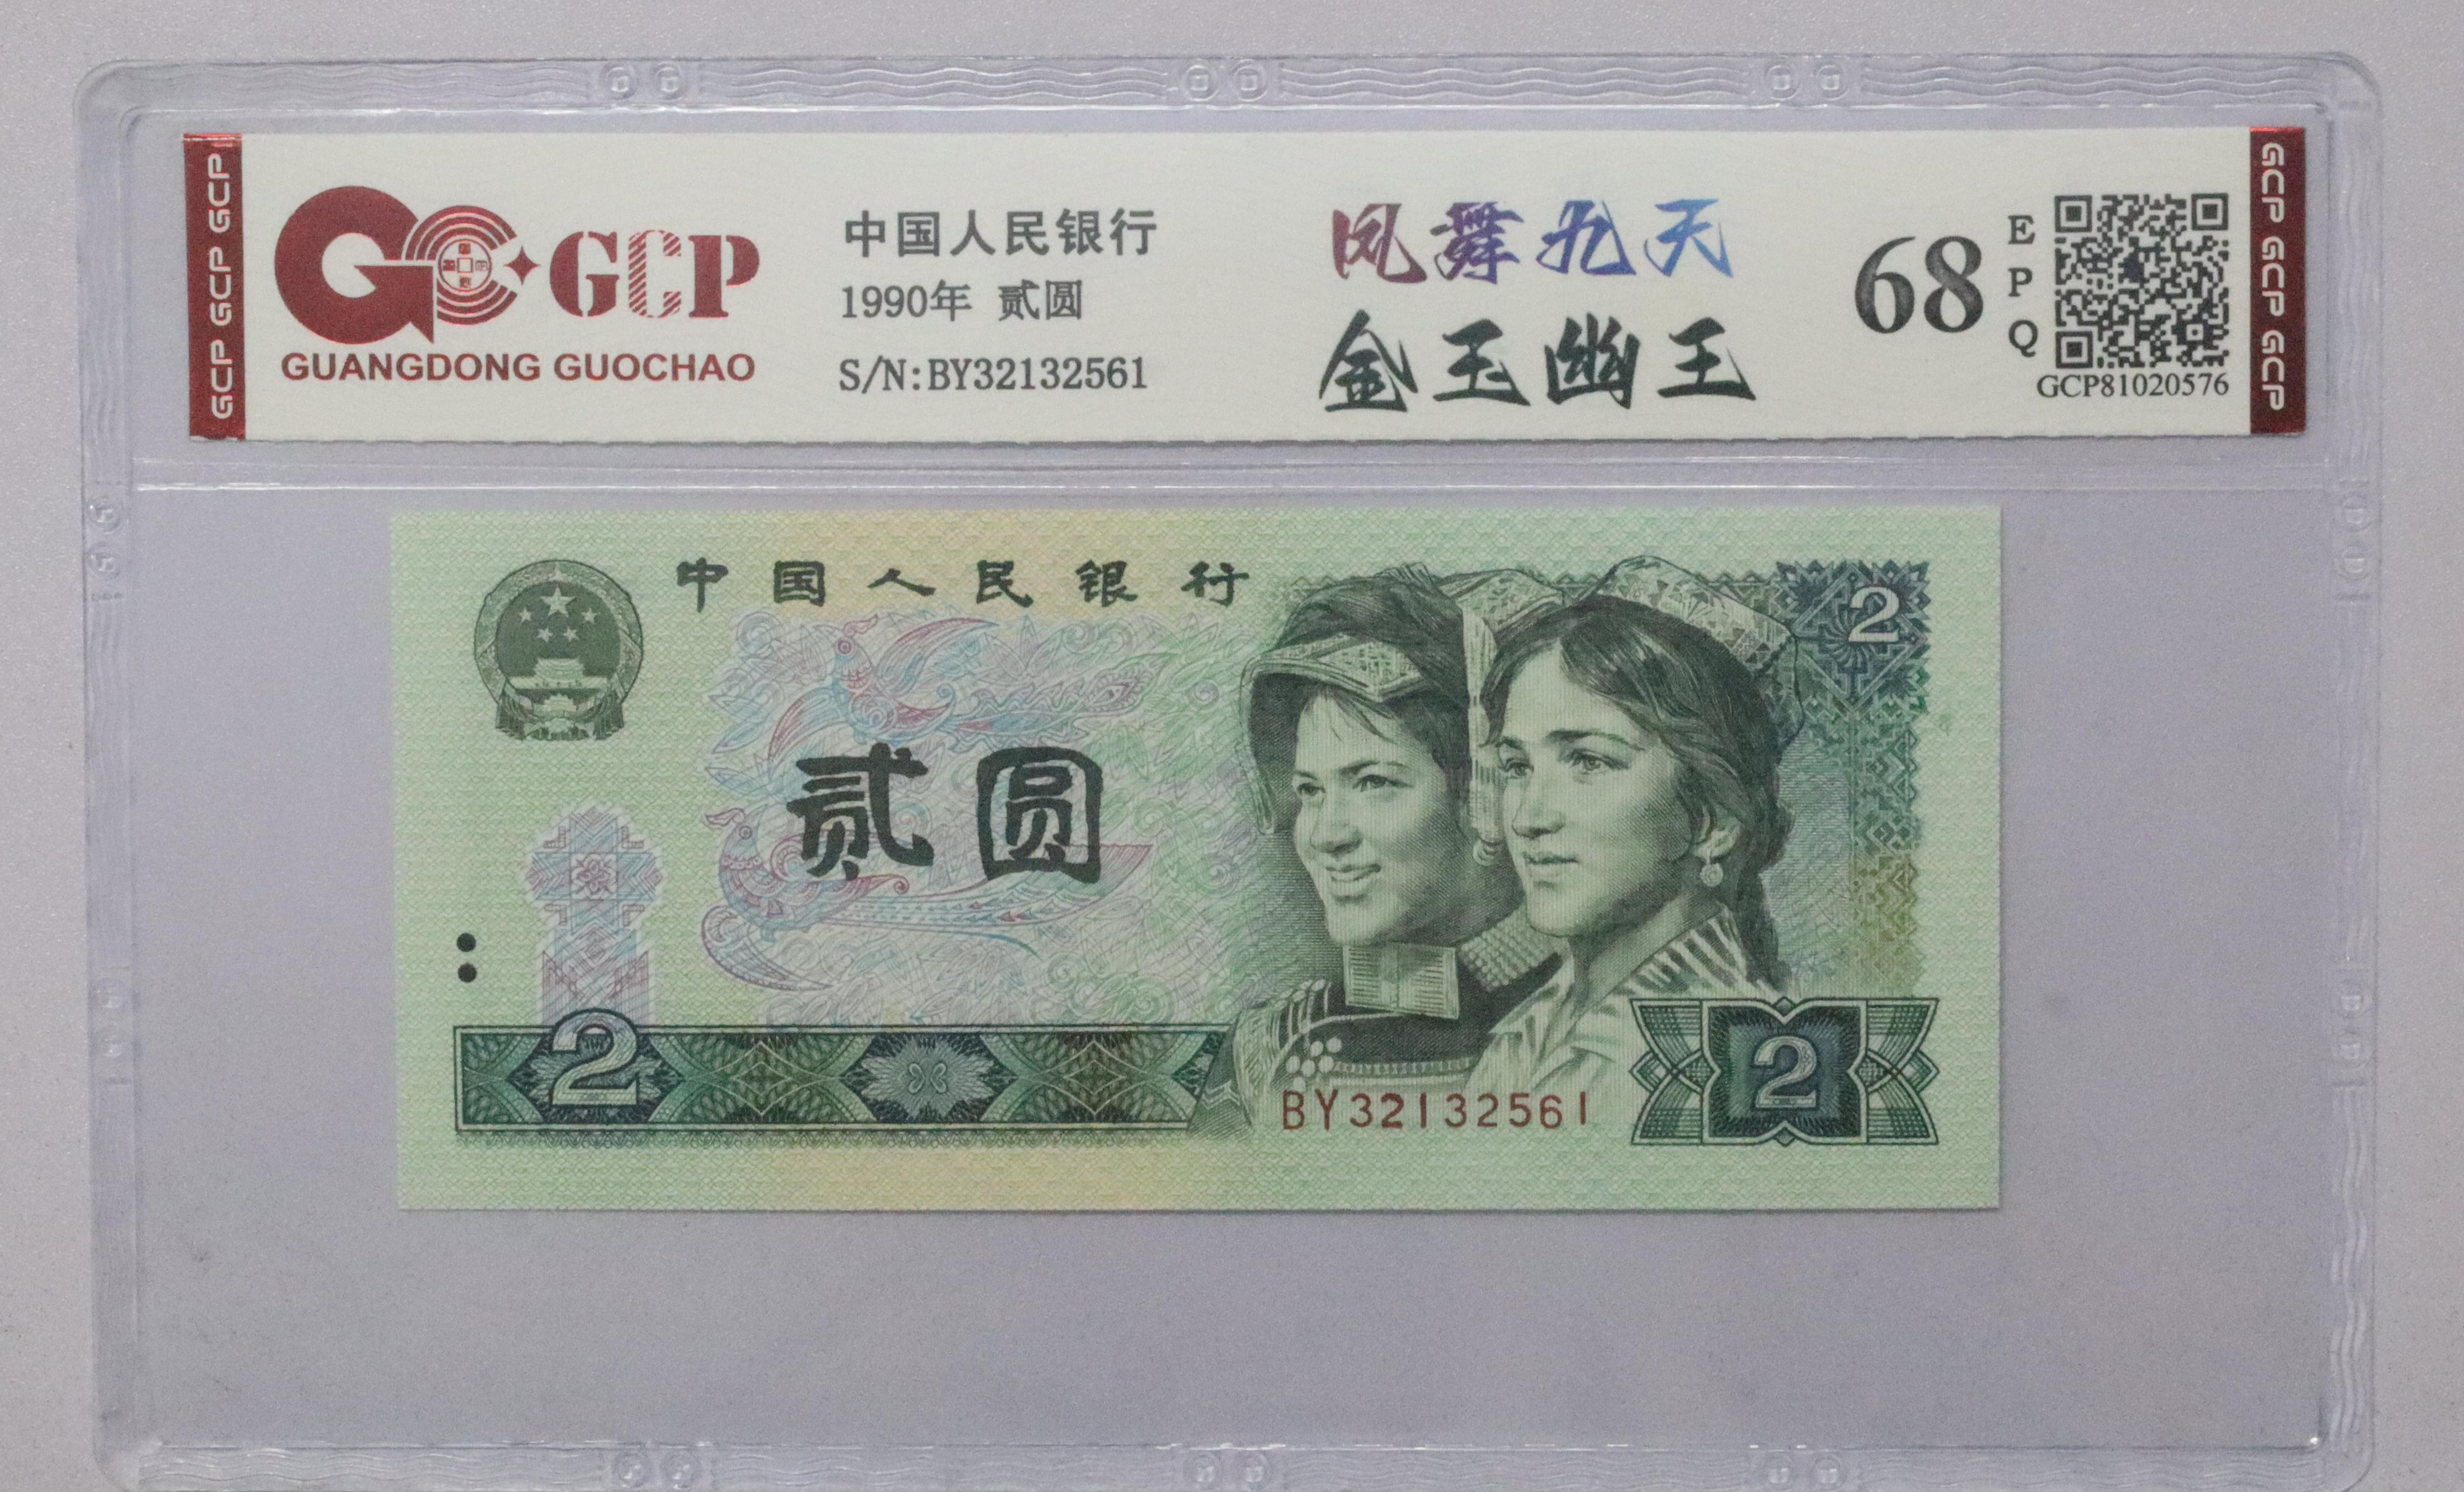 GCP GCP GCP
GCP
GUANGDONG GUOCHAO
中国人民银行
1990年 贰圆
S/N:BY32132561
凤舞九天
金玉幽王
68
EPQ
GCP81020576
GCP GCP GCP
中国人民银行
2
贰圆
2
BY32132561
2